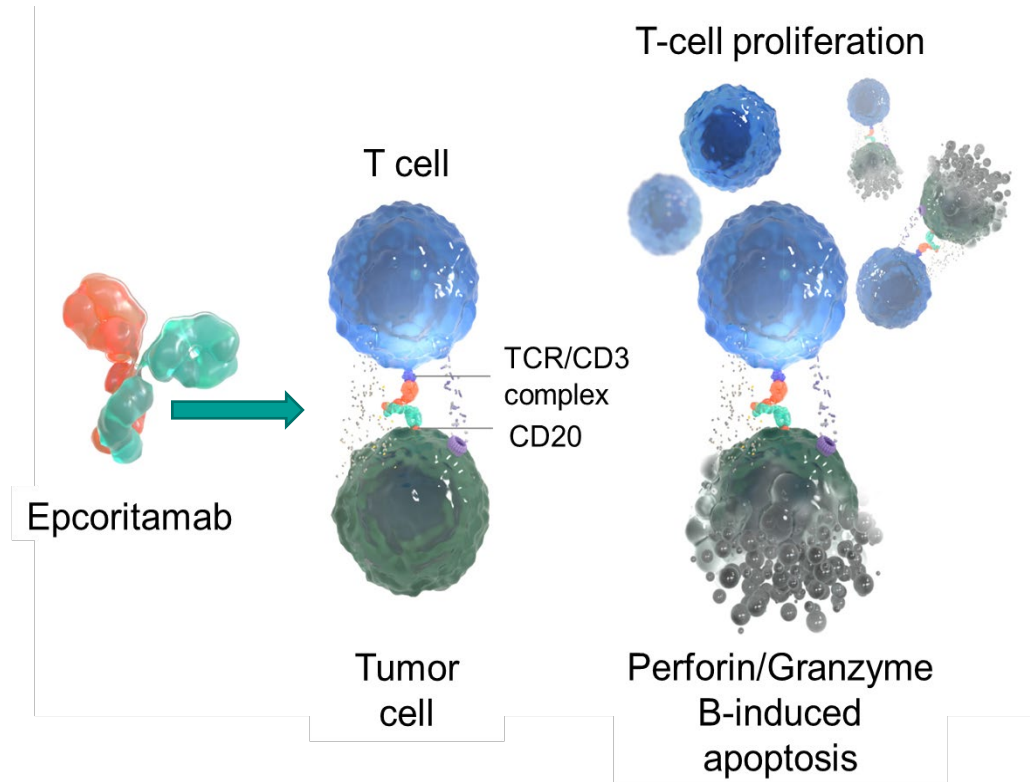 T-cell proliferation
T cell
TCR/CD3
complex
CD20
Epcoritamab
Tumor
cell
Perforin/Granzyme
B-induced
apoptosis